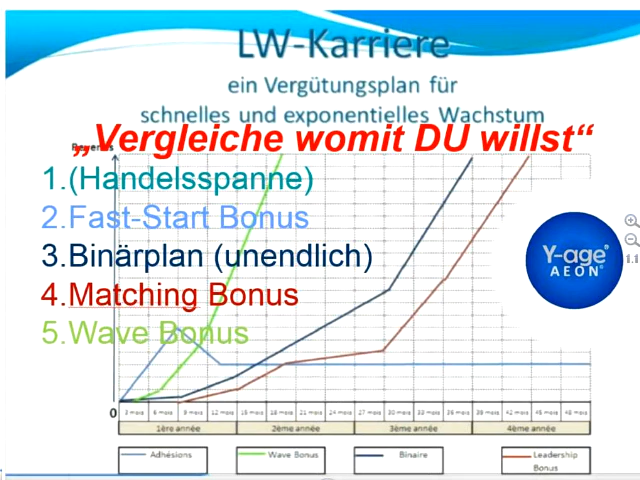 LW-Karriere
ein Vergütungsplan für
schnelles und exponentielles Wachstum
„Vergleiche womit DU willst“
1.(Handelsspanne)
2.Fast-Start Bonus
3.Binärplan (unendlich)
4.Matching Bonus
5.Wave Bonus
Y-age®
AEON®
1.1
0 3 mois 6 mois 9 mois 12 mois 15 mois 18 mois 21 mois 24 mois 27 mois 30 mois 33 mois 36 mois 39 mois 42 mois 45 mois 48 mois
1ère année 2ème année 3ème année 4ème année
Adhésions Wave Bonus Binaire Leadership
Bonus